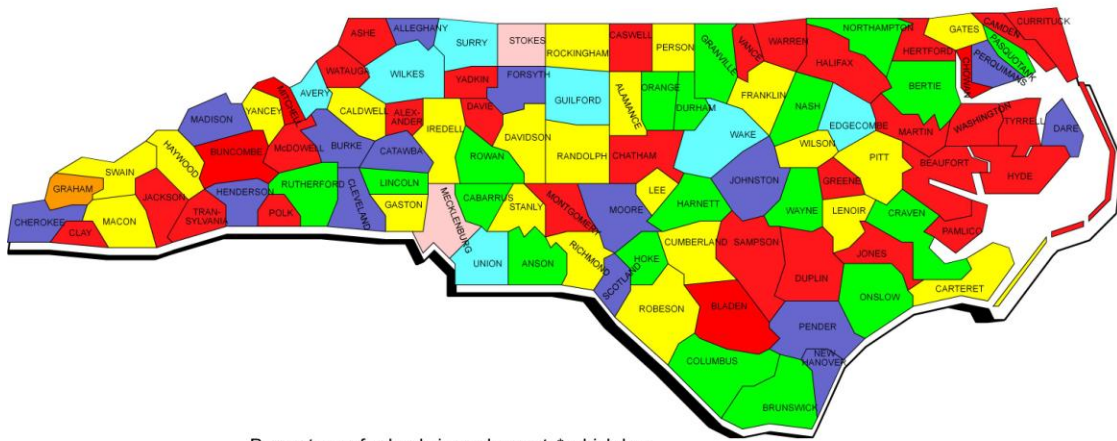 ASHE
ALLEGHANY
SURRY
STOKES
ROCKINGHAM
CASWELL
PERSON
GRANVILLE
VANCE
WARREN
NORTHAMPTON
GATES
CAMDEN
CURRITUCK
PASQUOTANK
PERQUIMANS
CHOWAN
HERTFORD
HALIFAX
BERTIE
WATAUGA
WILKES
YADKIN
FORSYTH
GUILFORD
ALAMANCE
ORANGE
DURHAM
FRANKLIN
NASH
EDGECOMBE
MARTIN
WASHINGTON
TYRRELL
DARE
MITCHELL
AVERY
CALDWELL
ALEX-
ANDER
DAVIE
IREDELL
DAVIDSON
RANDOLPH
CHATHAM
WAKE
WILSON
PITT
BEAUFORT
HYDE
MADISON
YANCEY
McDOWELL
BURKE
CATAWBA
ROWAN
BUNCOMBE
HAYWOOD
SWAIN
GRAHAM
CHEROKEE
CLAY
MACON
JACKSON
TRAN-
SYLVANIA
HENDERSON
POLK
RUTHERFORD
CLEVELAND
LINCOLN
GASTON
MECKLENBURG
CABARRUS
STANLY
MONTGOMERY
MOORE
LEE
HARNETT
JOHNSTON
WAYNE
GREENE
LENOIR
CRAVEN
PAMLICO
UNION
ANSON
RICHMOND
SCOTLAND
HOKE
CUMBERLAND
SAMPSON
DUPLIN
JONES
ONSLOW
CARTERET
ROBESON
BLADEN
PENDER
NEW
HANOVER
COLUMBUS
BRUNSWICK